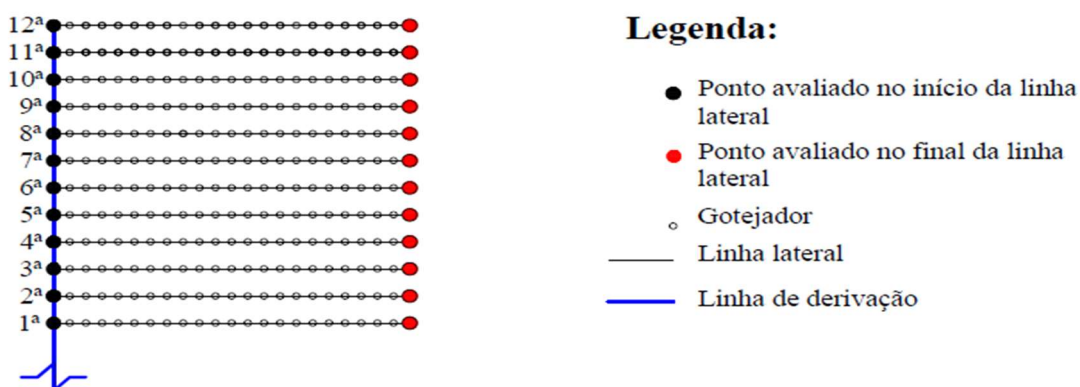 12ª
11ª
10ª
9ª
8ª
7ª
6ª
5ª
4ª
3ª
2ª
1ª
Legenda:
Ponto avaliado no início da linha
lateral
Ponto avaliado no final da linha
lateral
Gotejador
Linha lateral
Linha de derivação